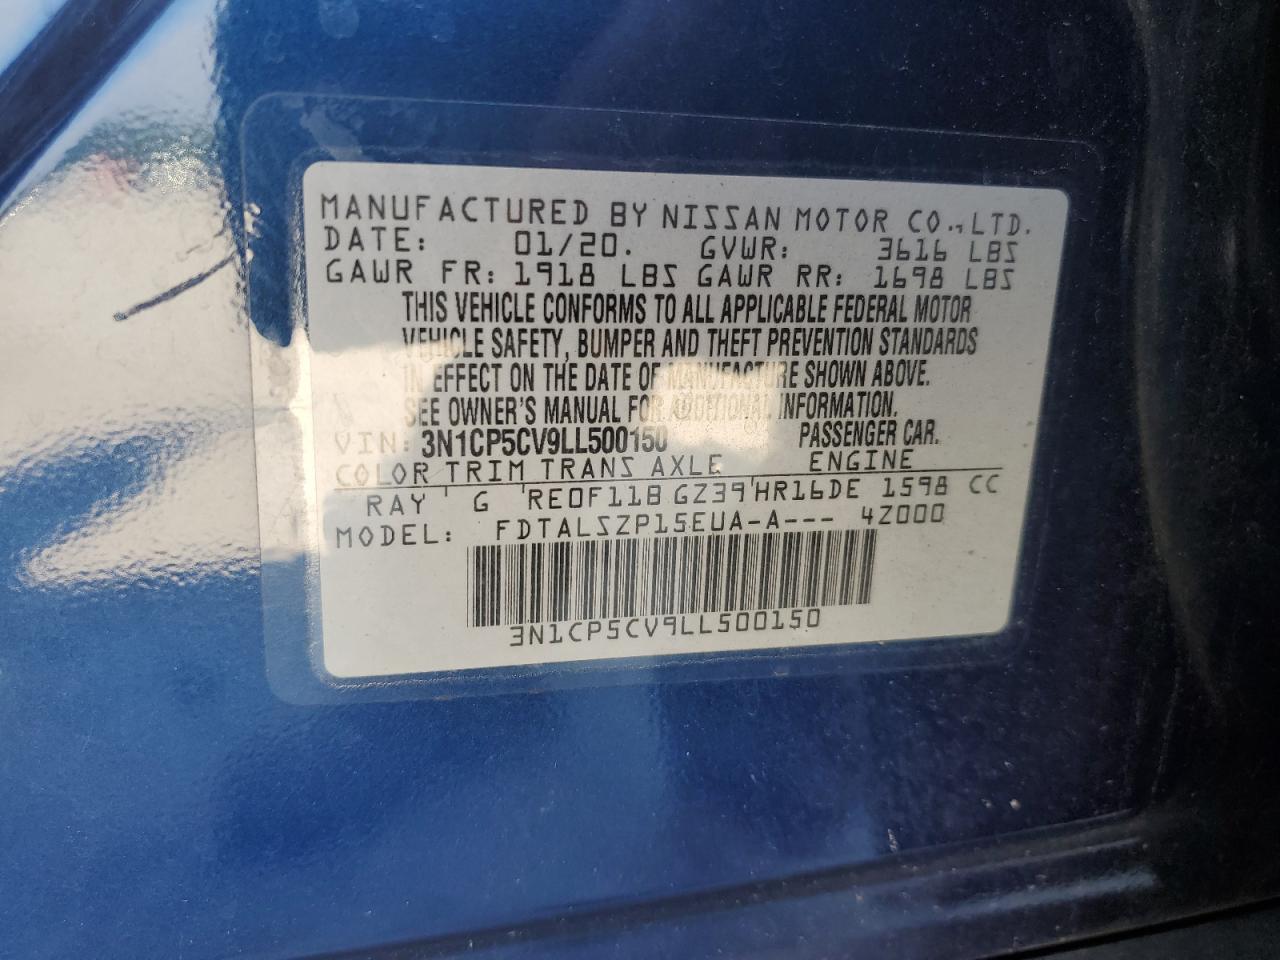 MANUFACTURED BY NISSAN MOTOR CO., LTD.
DATE: 01/20. GVWR: 3616 LBS
GAWR FR: 1918 LBS GAWR RR: 1698 LBS
THIS VEHICLE CONFORMS TO ALL APPLICABLE FEDERAL MOTOR
VEHICLE SAFETY, BUMPER AND THEFT PREVENTION STANDARDS
IN EFFECT ON THE DATE OF MANUFACTURE SHOWN ABOVE.
SEE OWNER'S MANUAL FOR ADDITIONAL INFORMATION.
VIN: 3N1CP5CV9LL500150 PASSENGER CAR.
COLOR TRIM TRANS AXLE ENGINE
RAY G RE0F11B GZ39 HR16DE 1598 CC
MODEL: FDTALSZP15EUA-A--- 4Z000
3N1CP5CV9LL500150